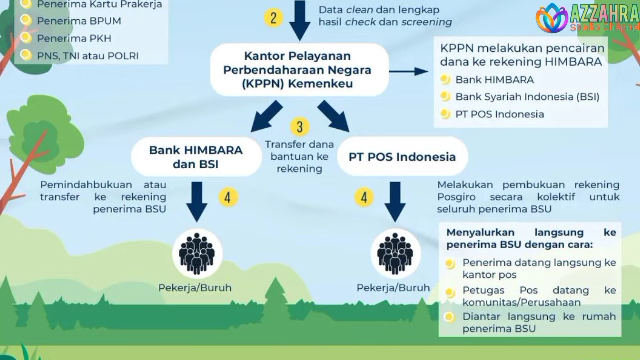 Penerima Kartu Prakerja
Penerima BPUM
Penerima PKH
PNS, TNI atau POLRI
2
Data clean dan lengkap
hasil check dan screening
AZZAHRA
Kantor Pelayanan
Perbendaharaan Negara
(KPPN) Kemenkeu
KPPN melakukan pencairan
dana ke rekening HIMBARA
Bank HIMBARA
Bank Syariah Indonesia (BSI)
PT POS Indonesia
3
Transfer dana
bantuan ke
rekening
Bank HIMBARA
dan BSI
PT POS Indonesia
Pemindahbukuan atau
transfer ke rekening
penerima BSU
4
4
Melakukan pembukuan rekening
Posgiro secara kolektif untuk
seluruh penerima BSU
Pekerja/Buruh
Pekerja/Buruh
Menyalurkan langsung ke
penerima BSU dengan cara:
Penerima datang langsung ke
kantor pos
Petugas Pos datang ke
komunitas/Perusahaan
Diantar langsung ke rumah
penerima BSU